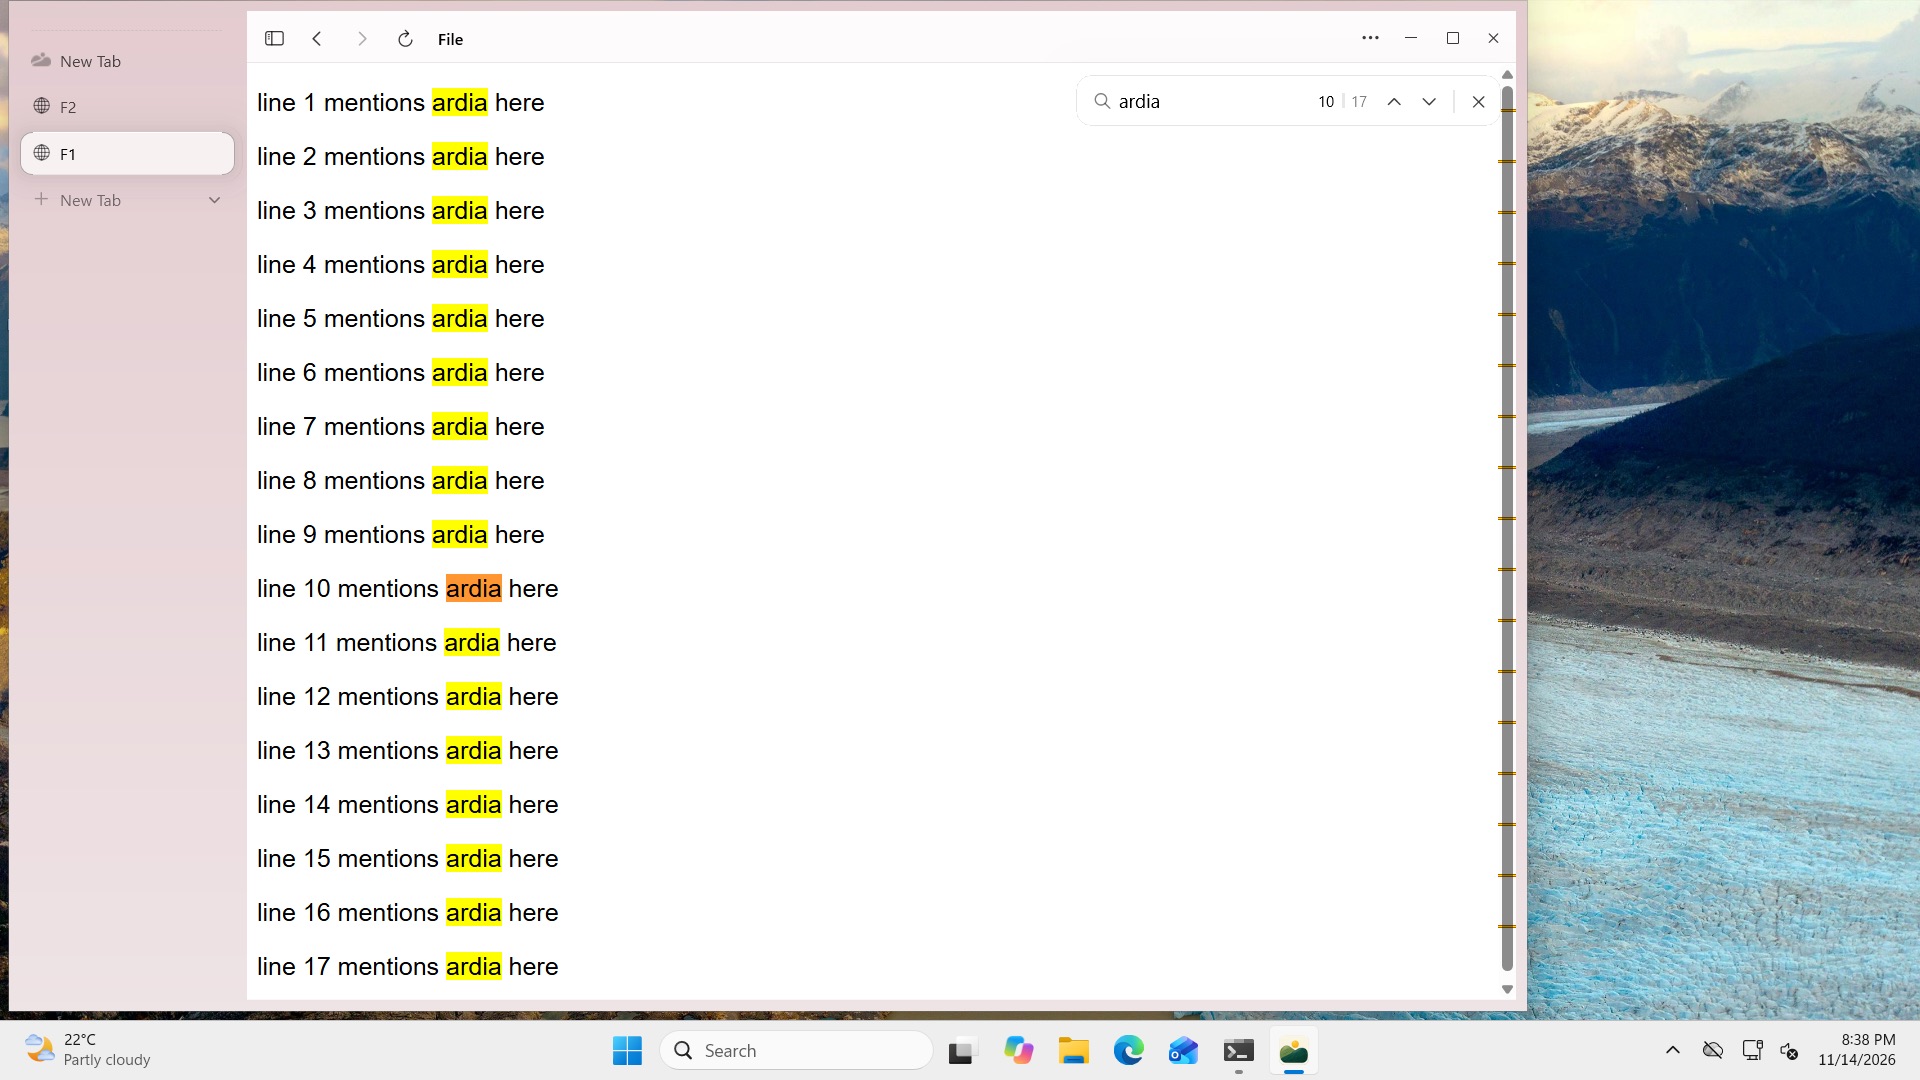 New Tab
F2
F1
New Tab
File
ardia
10 17
line 1 mentions ardia here
line 2 mentions ardia here
line 3 mentions ardia here
line 4 mentions ardia here
line 5 mentions ardia here
line 6 mentions ardia here
line 7 mentions ardia here
line 8 mentions ardia here
line 9 mentions ardia here
line 10 mentions ardia here
line 11 mentions ardia here
line 12 mentions ardia here
line 13 mentions ardia here
line 14 mentions ardia here
line 15 mentions ardia here
line 16 mentions ardia here
line 17 mentions ardia here
22°C
Partly cloudy
Search
8:38 PM
11/14/2026